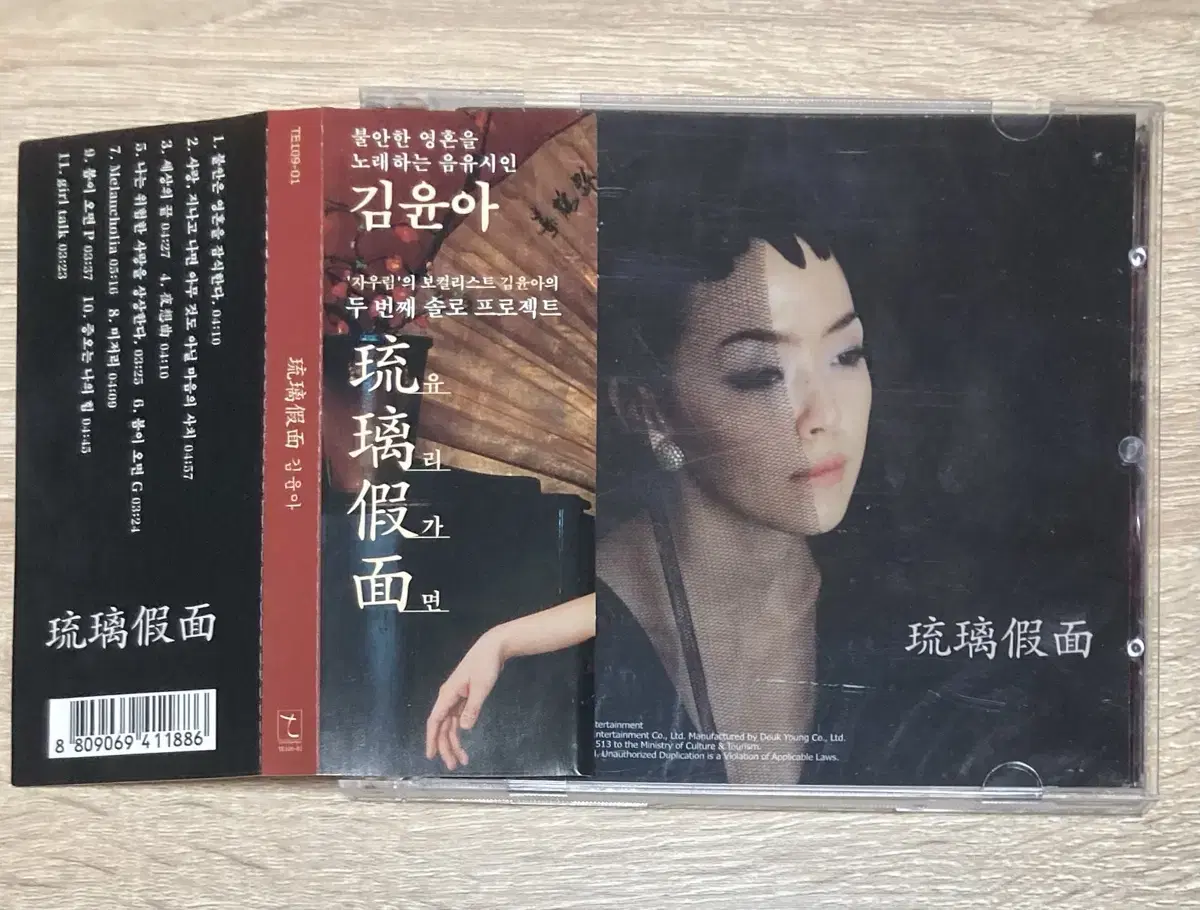 1. 불안은 영혼을 잠식한다. 04:10
2. 사랑, 지나고 나면 아무 것도 아닐 마음의 사치 04:57
3. 세상의 끝 04:27 4. 夜想曲 04:10
5. 나는 위험한 사랑을 상상한다. 03:25 6. 봄이 오면 G 03:24
7. Melancholia 05:16 8. 미저리 04:09
9. 봄이 오면 P 03:37 10. 증오는 나의 힘 04:45
11. girl talk 03:23
琉璃假面
8 809069 411886
TE109-01
琉璃假面 김윤아
불안한 영혼을
노래하는 음유시인
김윤아
'자우림'의 보컬리스트 김윤아의
두 번째 솔로 프로젝트
琉유
璃리
假가
面면
琉璃假面
ntertainment Co., Ltd. Manufactured by Deuk Young Co., Ltd.
513 to the Ministry of Culture & Tourism.
Unauthorized Duplication is a Violation of Applicable Laws.